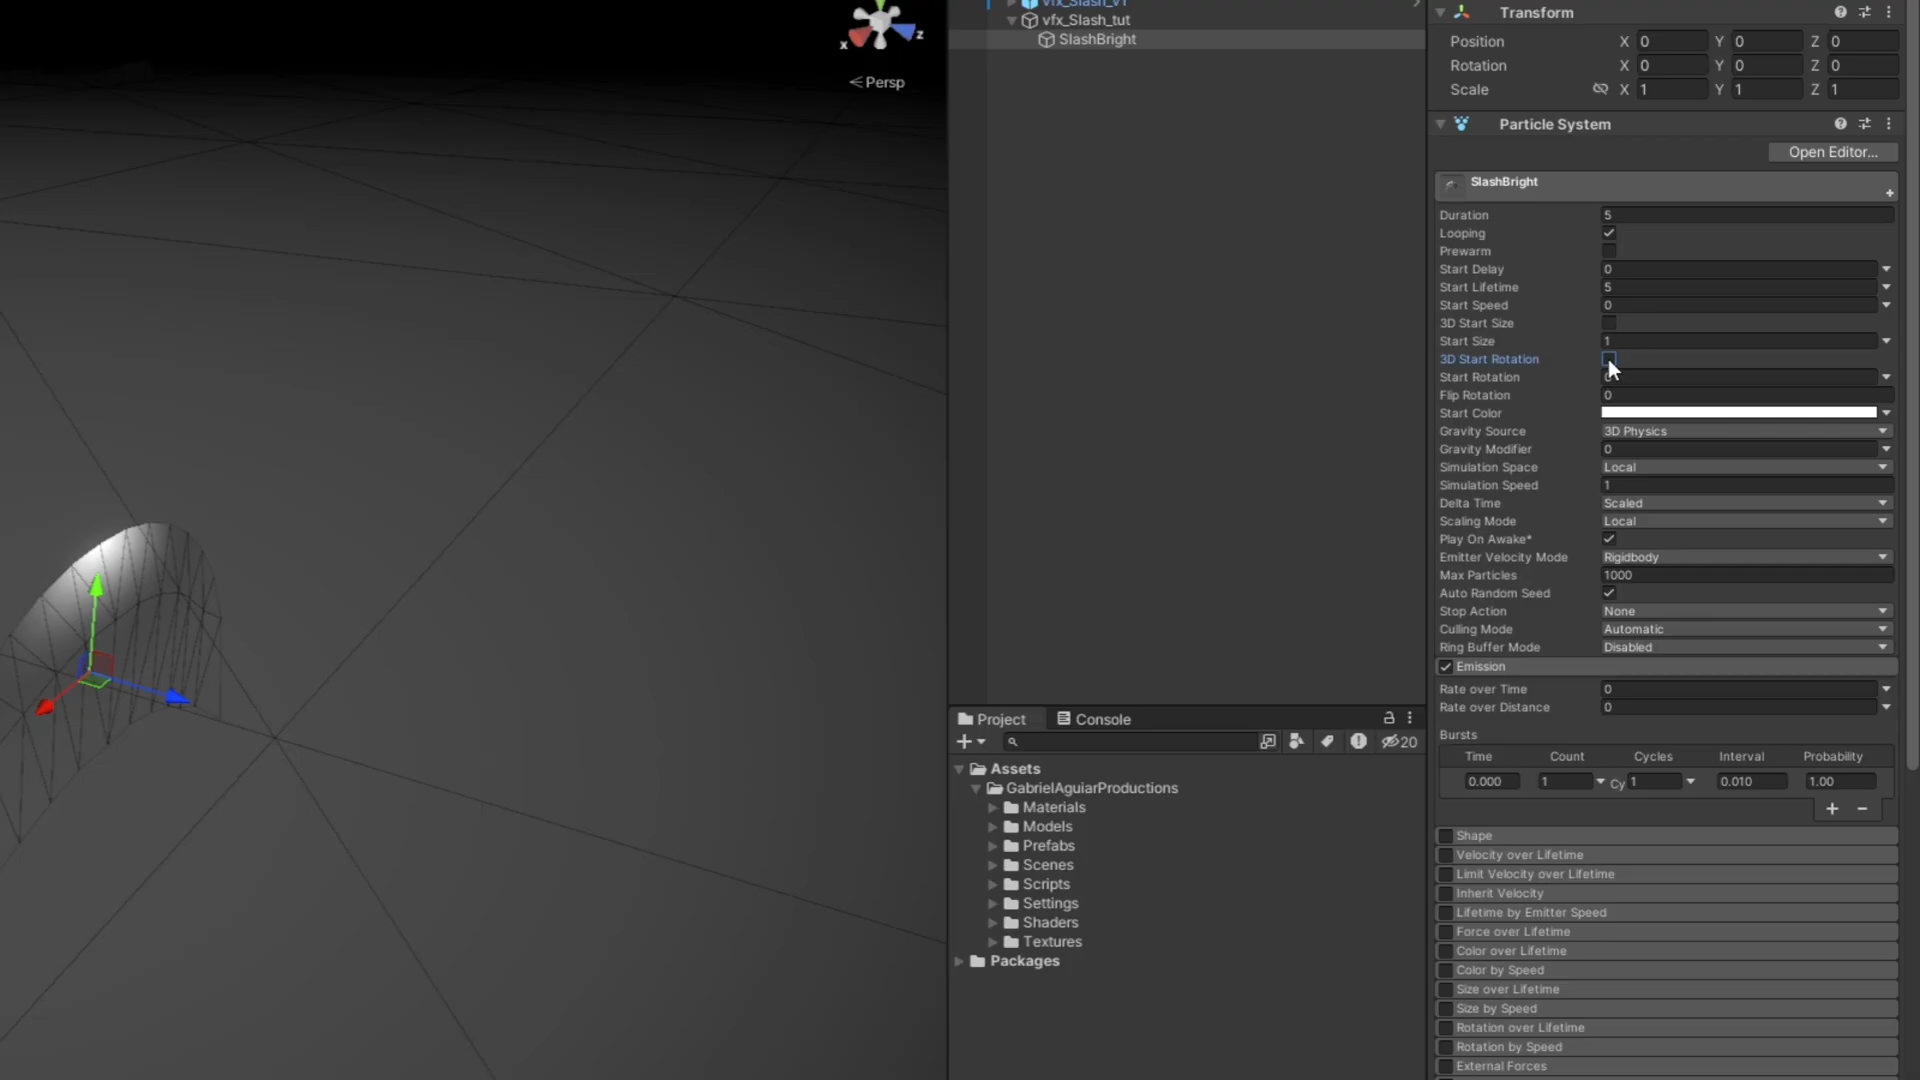 x
z
< Persp
vfx_Slash_v1
vfx_Slash_tut
SlashBright
Project
Console
20
Assets
GabrielAguiarProductions
Materials
Models
Prefabs
Scenes
Scripts
Settings
Shaders
Textures
Packages
Transform
Position X 0 Y 0 Z 0
Rotation X 0 Y 0 Z 0
Scale X 1 Y 1 Z 1
Particle System
Open Editor...
SlashBright
Duration 5
Looping
Prewarm
Start Delay 0
Start Lifetime 5
Start Speed 0
3D Start Size
Start Size 1
3D Start Rotation
Start Rotation 0
Flip Rotation 0
Start Color
Gravity Source 3D Physics
Gravity Modifier 0
Simulation Space Local
Simulation Speed 1
Delta Time Scaled
Scaling Mode Local
Play On Awake*
Emitter Velocity Mode Rigidbody
Max Particles 1000
Auto Random Seed
Stop Action None
Culling Mode Automatic
Ring Buffer Mode Disabled
Emission
Rate over Time 0
Rate over Distance 0
Bursts
Time Count Cycles Interval Probability
0.000 1 Cy 1 0.010 1.00
Shape
Velocity over Lifetime
Limit Velocity over Lifetime
Inherit Velocity
Lifetime by Emitter Speed
Force over Lifetime
Color over Lifetime
Color by Speed
Size over Lifetime
Size by Speed
Rotation over Lifetime
Rotation by Speed
External Forces